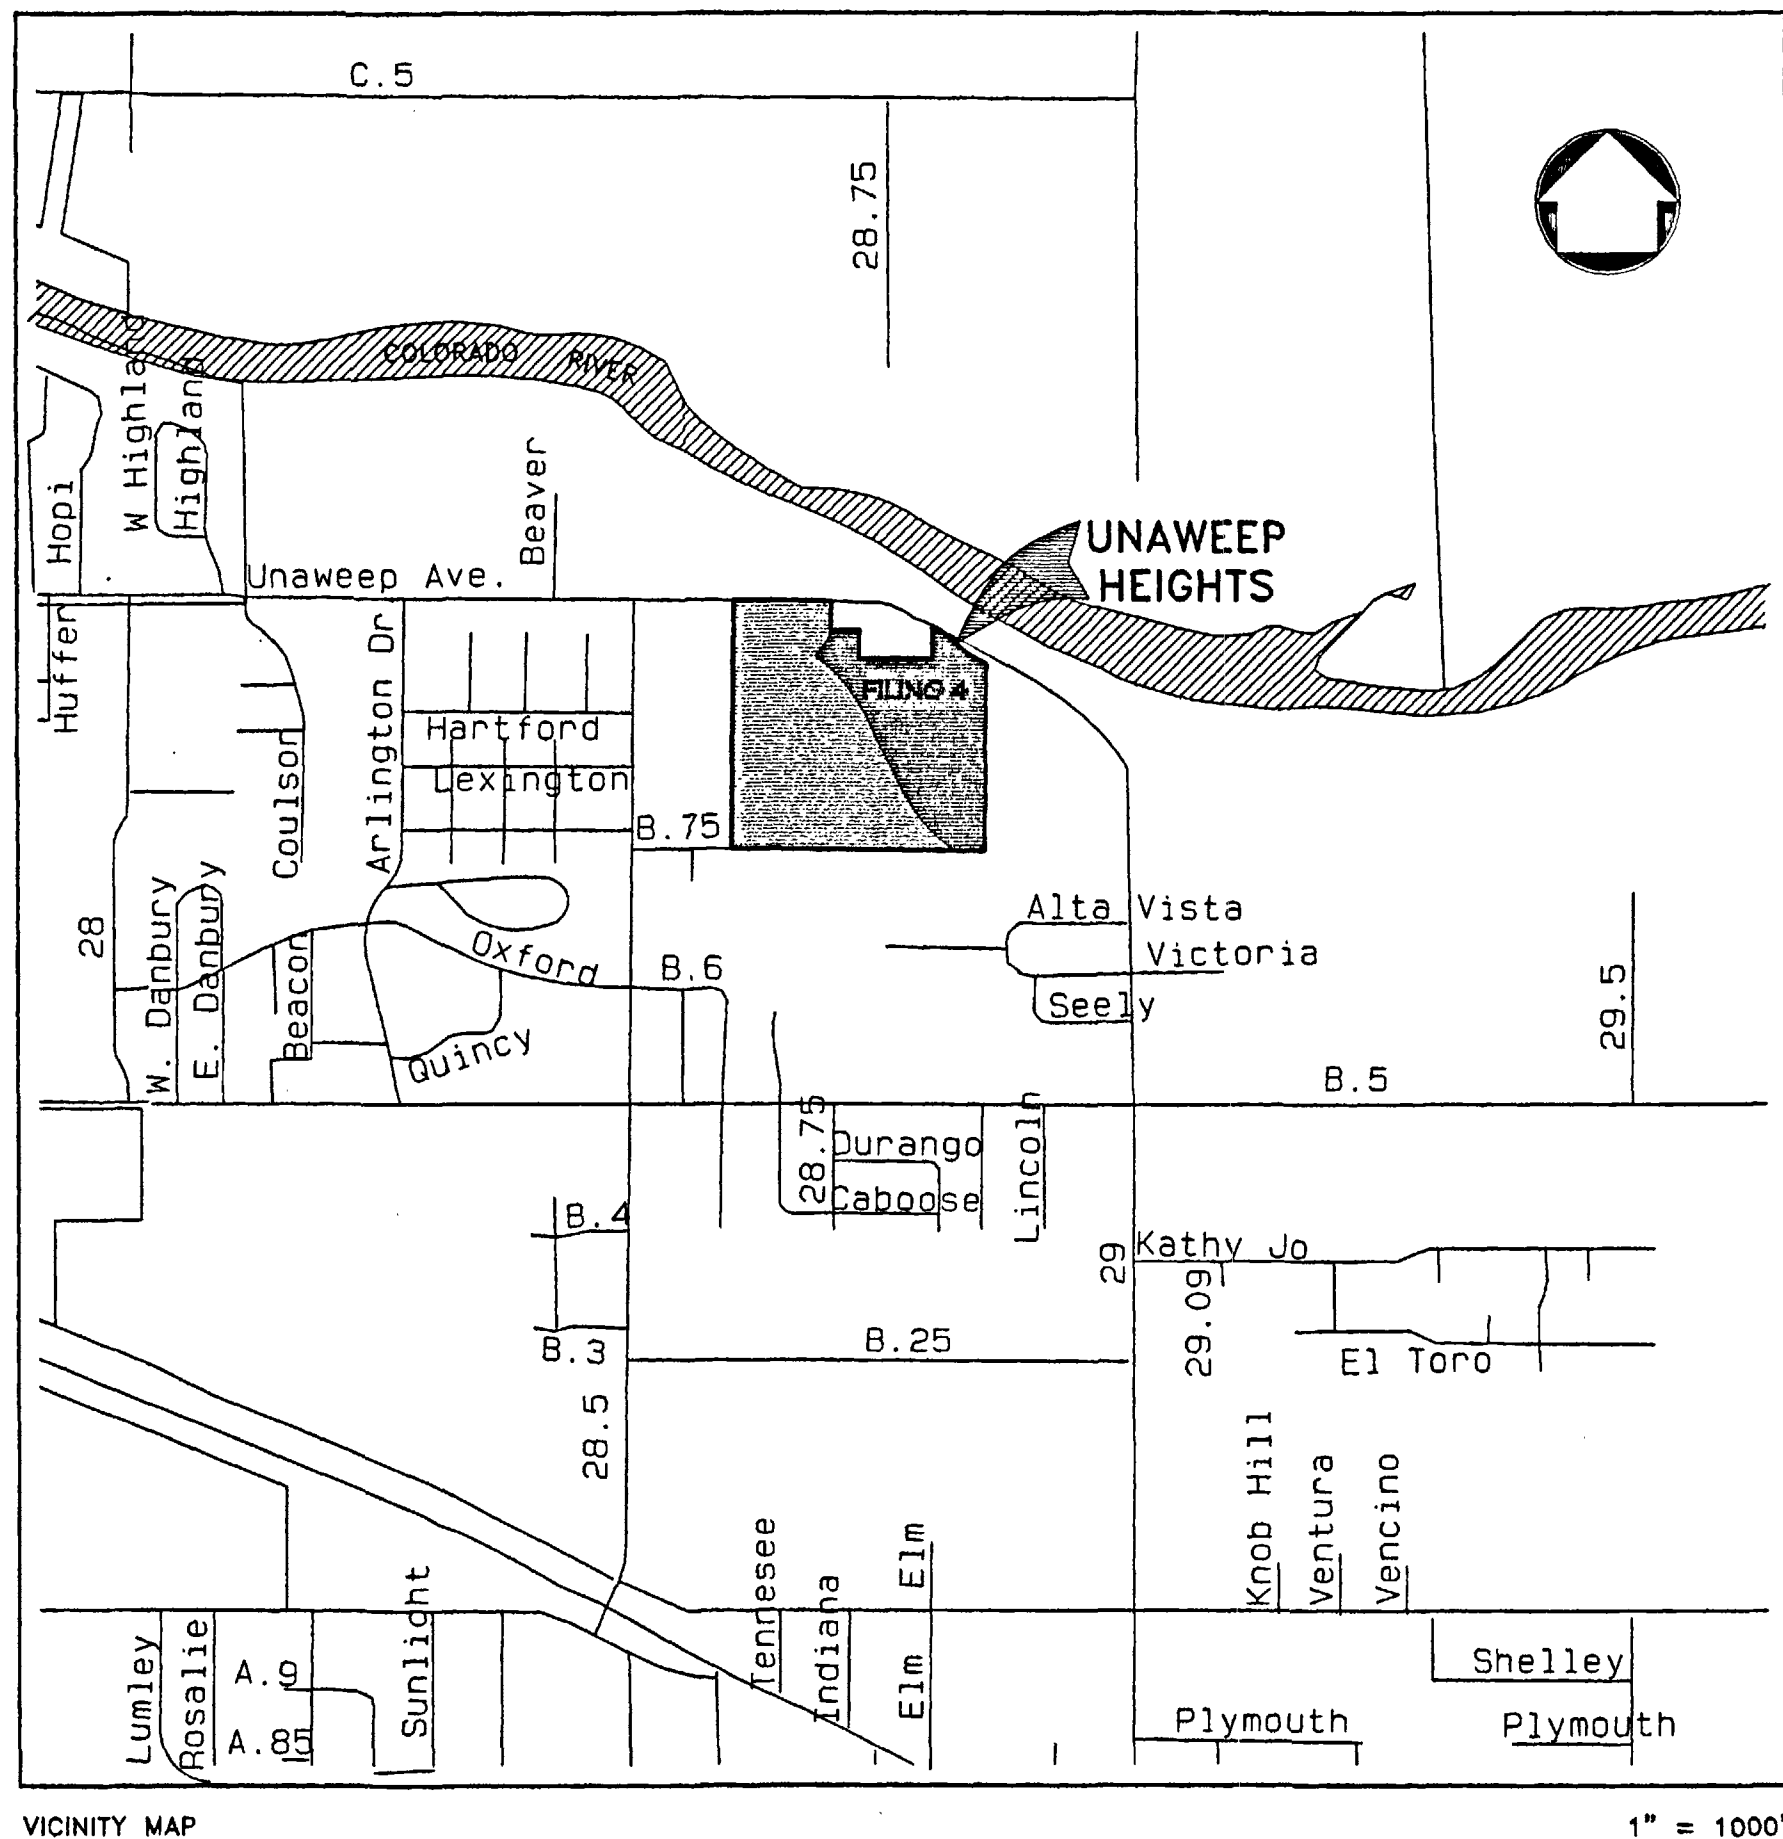 C.5
28.75
COLORADO RIVER
W Highland
Highland
Hopi
Beaver
UNAWEEP
HEIGHTS
Unaweep Ave.
Huffer
Arlington Dr
FILING 4
Hartford
Coulson
Lexington
B.75
Alta Vista
28
W. Danbury
E. Danbury
Beacon
Oxford
B.6
Victoria
Seely
29.5
Quincy
B.5
28.75
Durango
Lincoln
Caboose
B.4
29
Kathy Jo
29.09
B.3
B.25
El Toro
28.5
Knob Hill
Ventura
Vencino
Tennesee
Elm
Indiana
Sunlight
Lumley
Rosalie
A.9
Elm
Shelley
A.85
Plymouth
Plymouth
VICINITY MAP
1" = 1000'